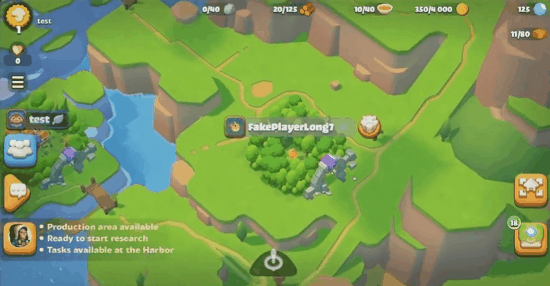 0/40
20/125
10/40
350/4 000
125
test
1
11/80
0
test
FakePlayerLong7
18
Production area available
Ready to start research
Tasks available at the Harbor